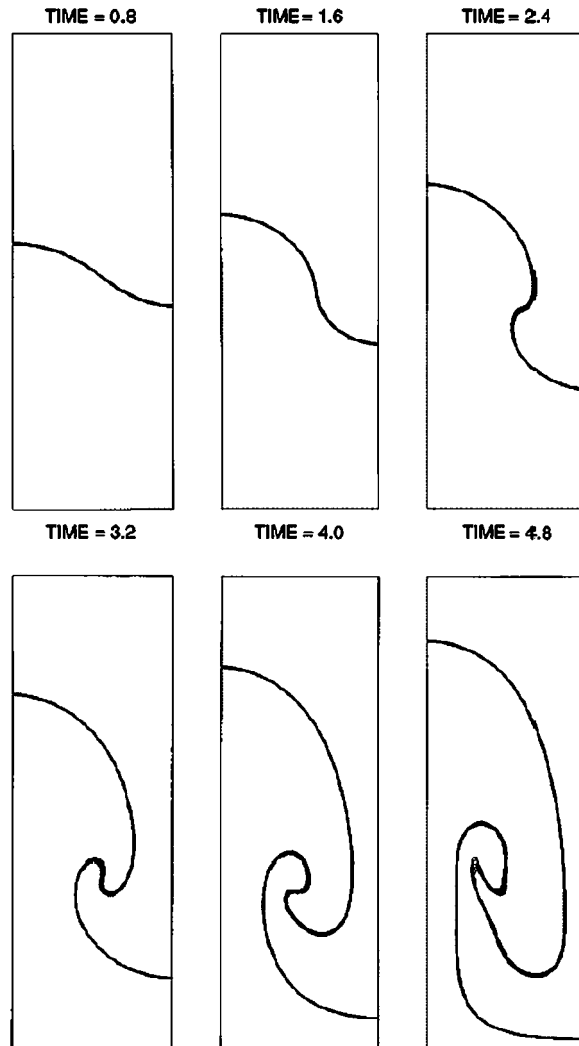 TIME = 0.8
TIME = 1.6
TIME = 2.4
TIME = 3.2
TIME = 4.0
TIME = 4.8